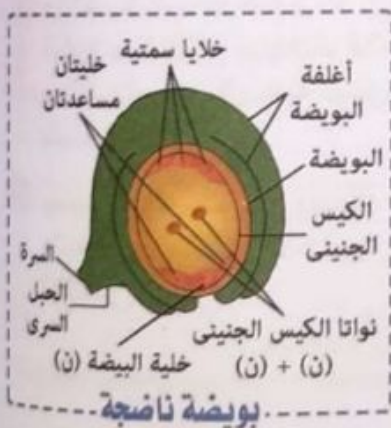 خلايا سمتية
خليتان
مساعدتان
أغلفة
البويضة
البويضة
الكيس
الجنينى
السرة
الحبل
السرى
نواتا الكيس الجنينى
(ن) + (ن)
خلية البيضة (ن)
بويضة ناضجة